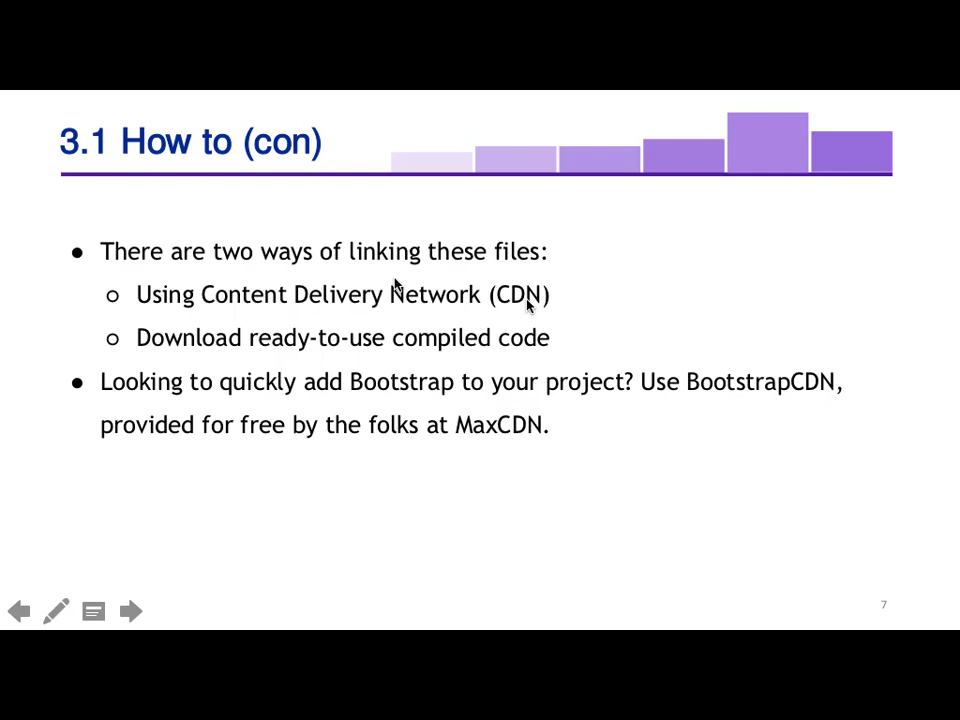 3.1 How to (con)
● There are two ways of linking these files:
○ Using Content Delivery Network (CDN)
○ Download ready-to-use compiled code
● Looking to quickly add Bootstrap to your project? Use BootstrapCDN,
provided for free by the folks at MaxCDN.
7